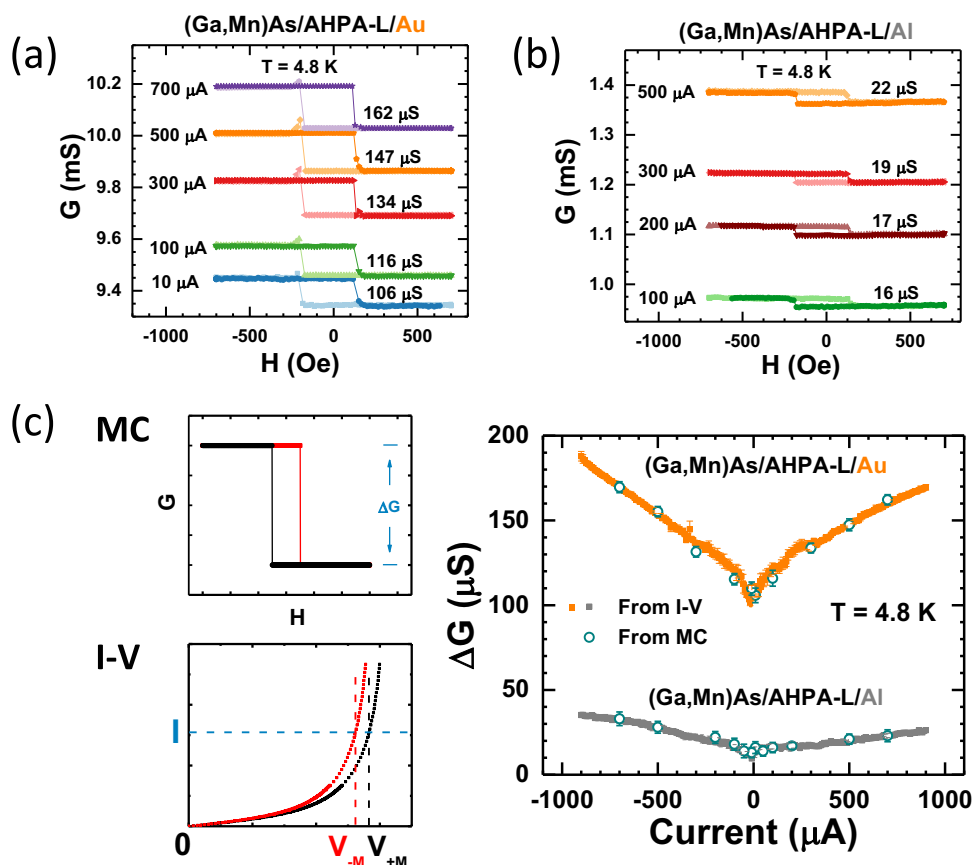 (a)
(Ga,Mn)As/AHPA-L/Au
T = 4.8 K
10.2
10.0
9.8
9.6
9.4
G (mS)
700 μA
500 μA
300 μA
100 μA
10 μA
162 μS
147 μS
134 μS
116 μS
106 μS
-1000
-500
0
500
H (Oe)
(b)
(Ga,Mn)As/AHPA-L/Al
T = 4.8 K
1.4
1.3
1.2
1.1
1.0
G (mS)
500 μA
300 μA
200 μA
100 μA
22 μS
19 μS
17 μS
16 μS
-1000
-500
0
500
H (Oe)
(c)
MC
G
ΔG
H
I-V
I
0
V-M
V+M
200
150
100
50
0
ΔG (μS)
(Ga,Mn)As/AHPA-L/Au
From I-V
From MC
T = 4.8 K
(Ga,Mn)As/AHPA-L/Al
-1000
-500
0
500
1000
Current (μA)